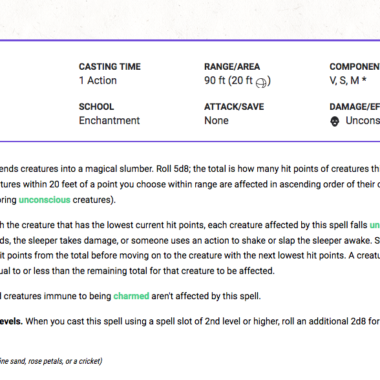 CASTING TIME RANGE/AREA COMPONEN
1 Action 90 ft (20 ft ) V, S, M *
SCHOOL ATTACK/SAVE DAMAGE/EF
Enchantment None Uncons
ends creatures into a magical slumber. Roll 5d8; the total is how many hit points of creatures th
tures within 20 feet of a point you choose within range are affected in ascending order of their c
ring unconscious creatures).
h the creature that has the lowest current hit points, each creature affected by this spell falls un
ds, the sleeper takes damage, or someone uses an action to shake or slap the sleeper awake. S
it points from the total before moving on to the creature with the next lowest hit points. A creatu
ual to or less than the remaining total for that creature to be affected.
l creatures immune to being charmed aren't affected by this spell.
evels. When you cast this spell using a spell slot of 2nd level or higher, roll an additional 2d8 for
ine sand, rose petals, or a cricket)